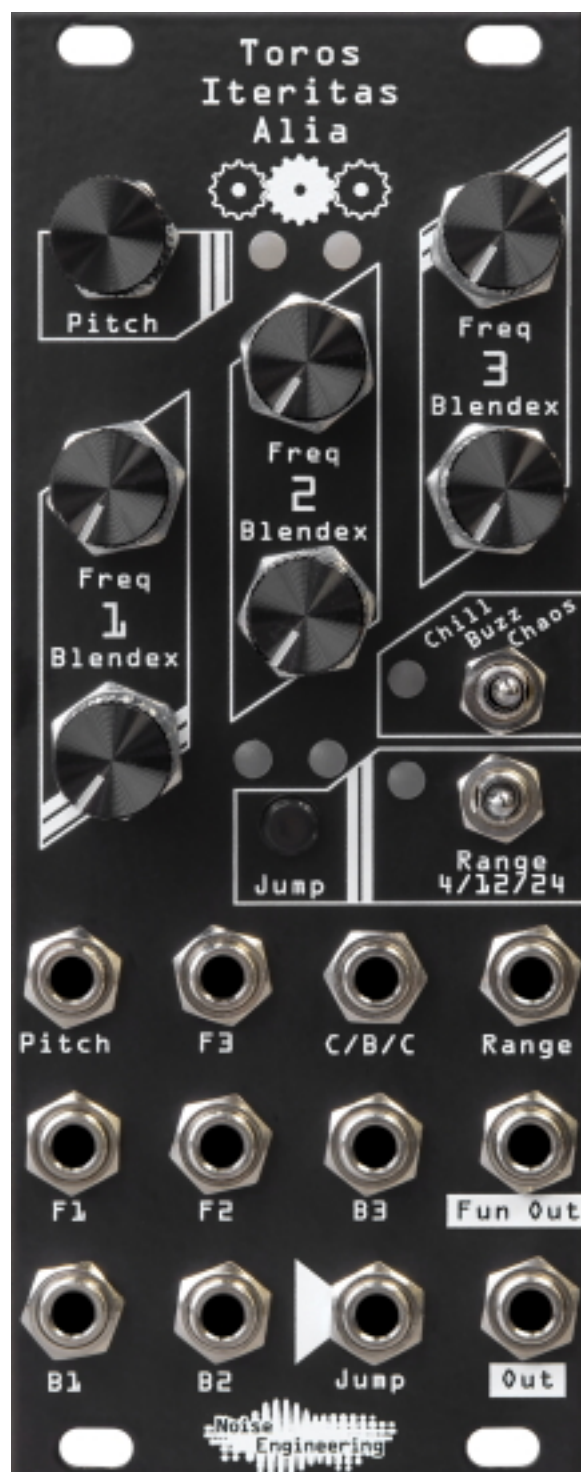 Toros
Iteritas
Alia
Pitch
Freq
3
Blendex
Freq
2
Blendex
Freq
1
Blendex
Chill
Buzz
Chaos
Jump
Range
4/12/24
Pitch
F3
C/B/C
Range
F1
F2
B3
Fun Out
B1
B2
Jump
Out
Noise
Engineering